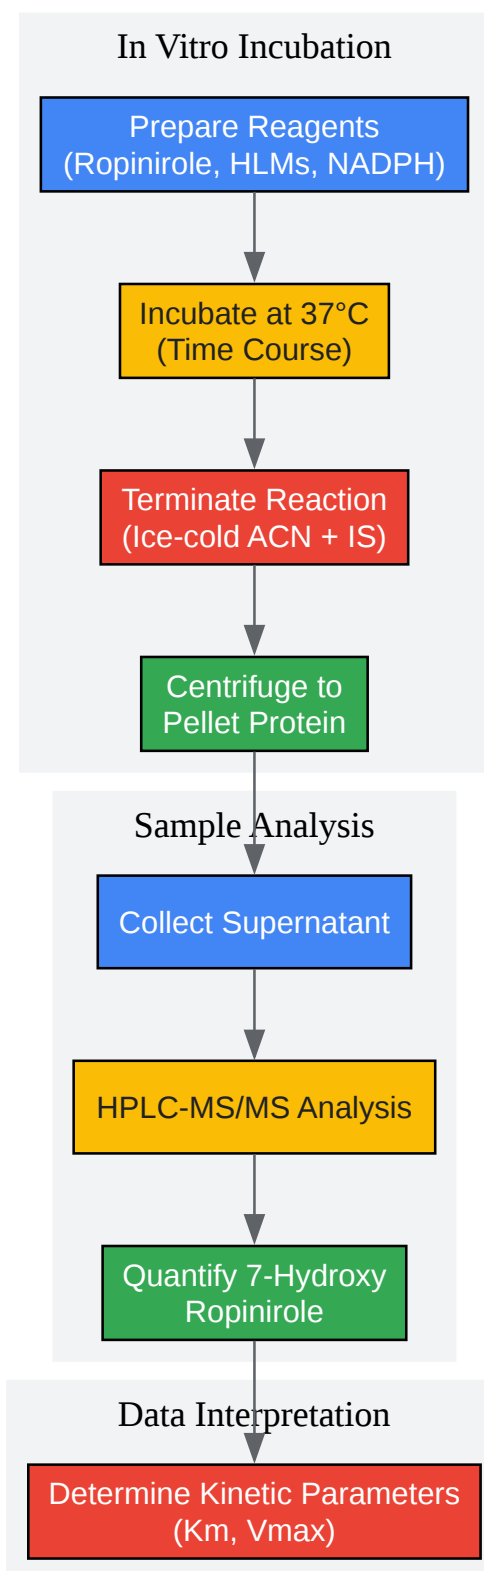 In Vitro Incubation
Prepare Reagents
(Ropinirole, HLMs, NADPH)
Incubate at 37°C
(Time Course)
Terminate Reaction
(Ice-cold ACN + IS)
Centrifuge to
Pellet Protein
Sample Analysis
Collect Supernatant
HPLC-MS/MS Analysis
Quantify 7-Hydroxy
Ropinirole
Data Interpretation
Determine Kinetic Parameters
(Km, Vmax)